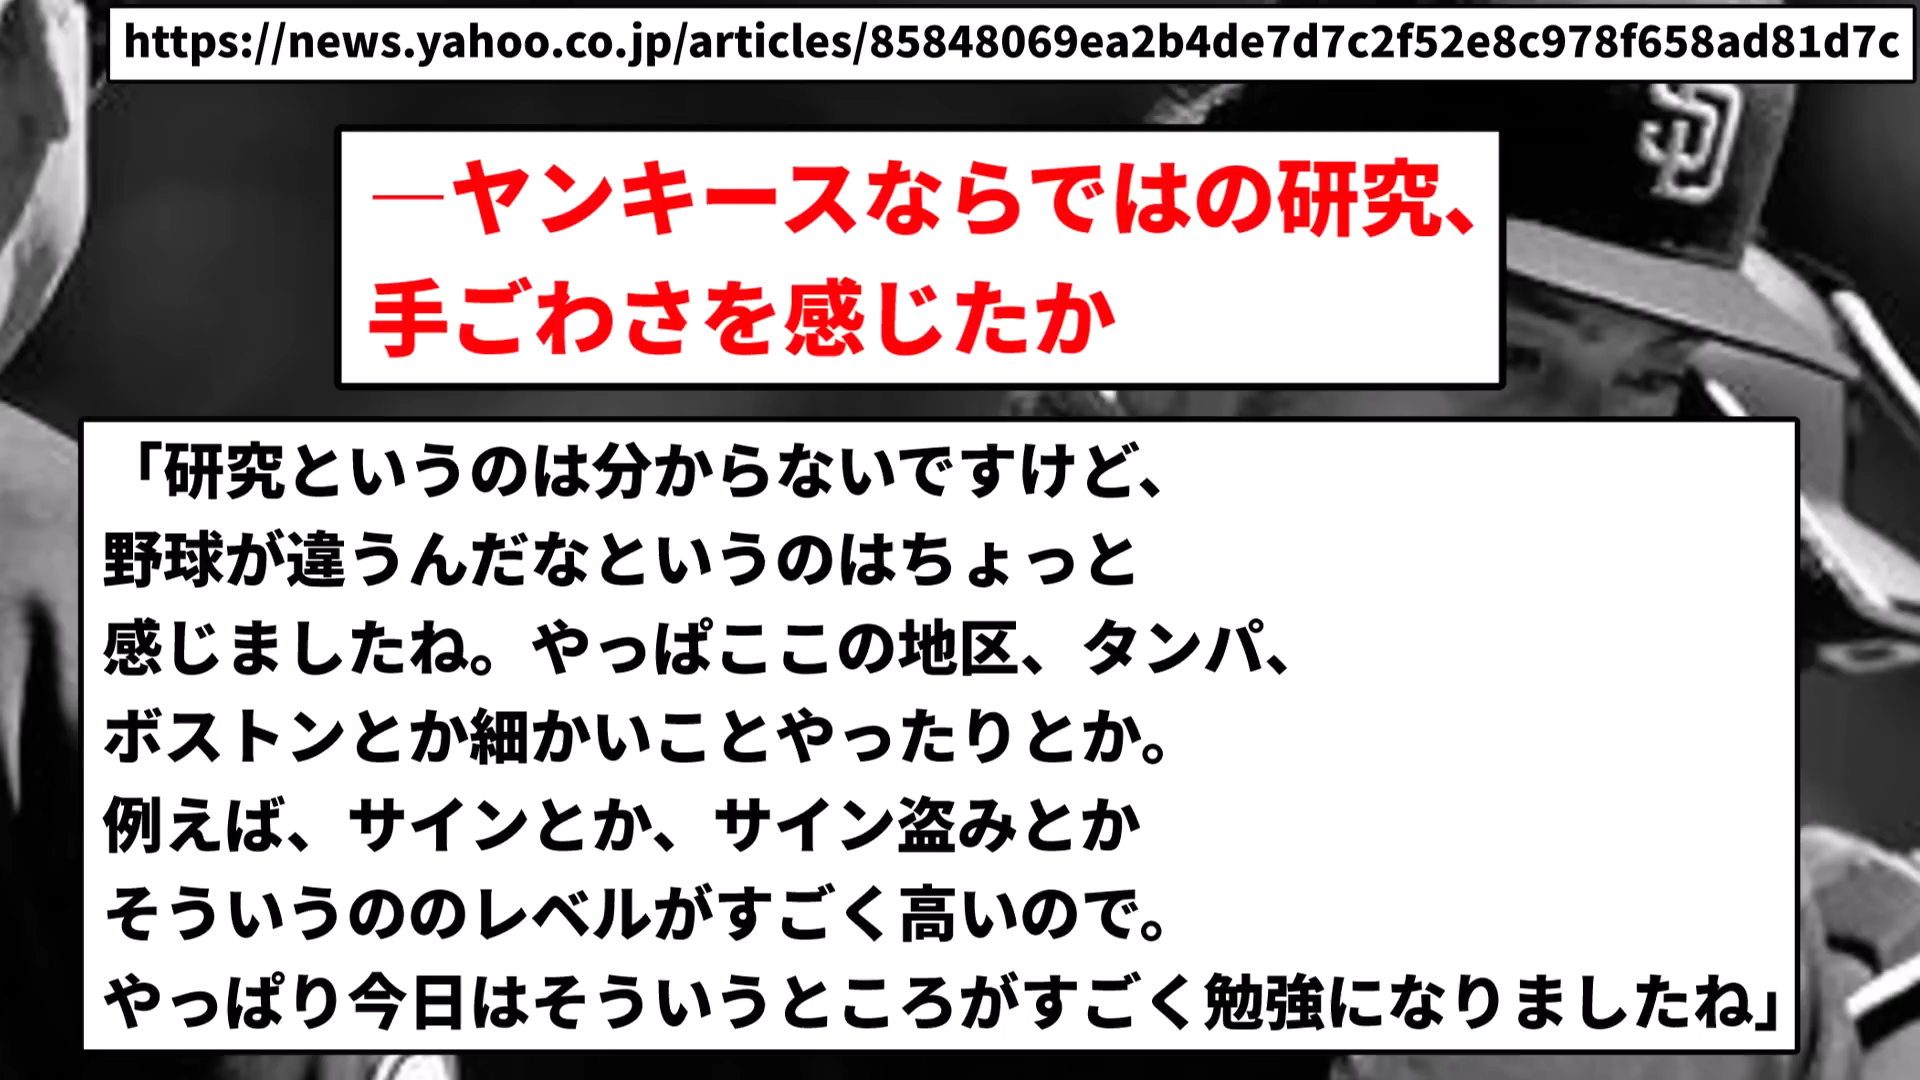 https://news.yahoo.co.jp/articles/85848069ea2b4de7d7c2f52e8c978f658ad81d7c
SD
―ヤンキースならではの研究、
手ごわさを感じたか
「研究というのは分からないですけど、
野球が違うんだなというのはちょっと
感じましたね。やっぱここの地区、タンパ、
ボストンとか細かいことやったりとか。
例えば、サインとか、サイン盗みとか
そういうののレベルがすごく高いので。
やっぱり今日はそういうところがすごく勉強になりましたね」